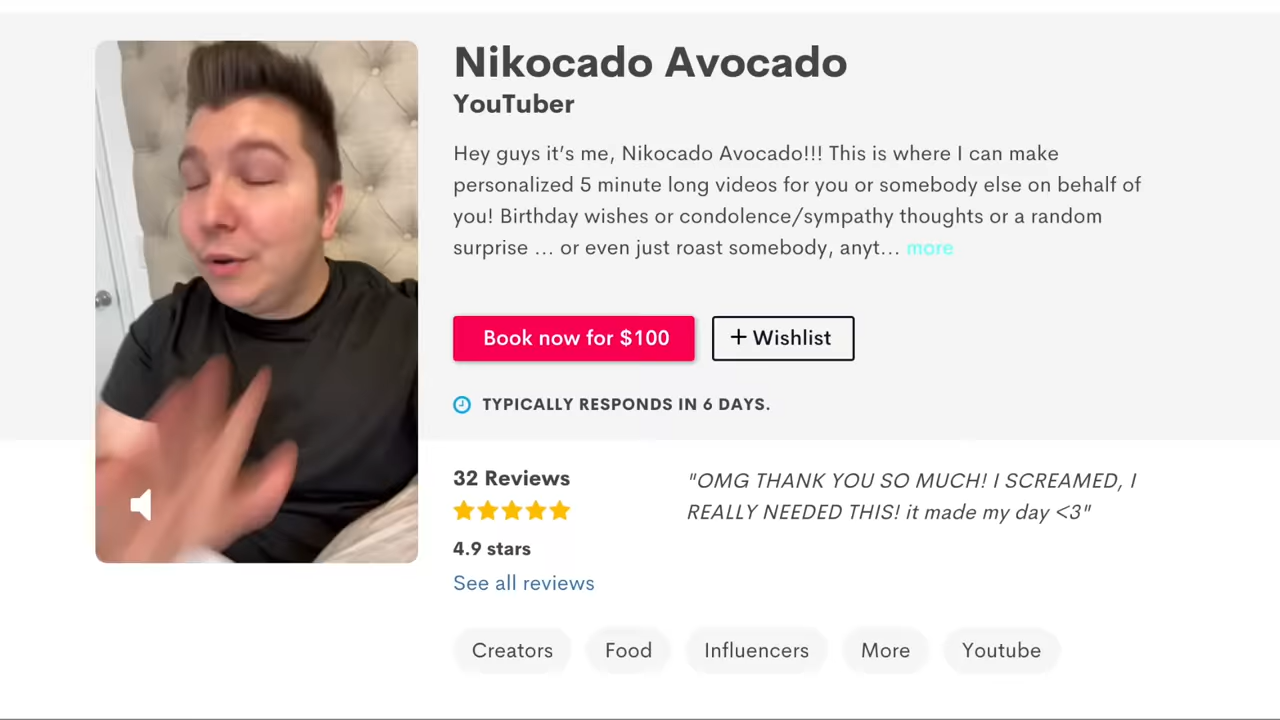 Nikocado Avocado
YouTuber
Hey guys it’s me, Nikocado Avocado!!! This is where I can make
personalized 5 minute long videos for you or somebody else on behalf of
you! Birthday wishes or condolence/sympathy thoughts or a random
surprise ... or even just roast somebody, anyt... more
Book now for $100
+ Wishlist
TYPICALLY RESPONDS IN 6 DAYS.
32 Reviews
4.9 stars
See all reviews
"OMG THANK YOU SO MUCH! I SCREAMED, I
REALLY NEEDED THIS! it made my day <3"
Creators
Food
Influencers
More
Youtube